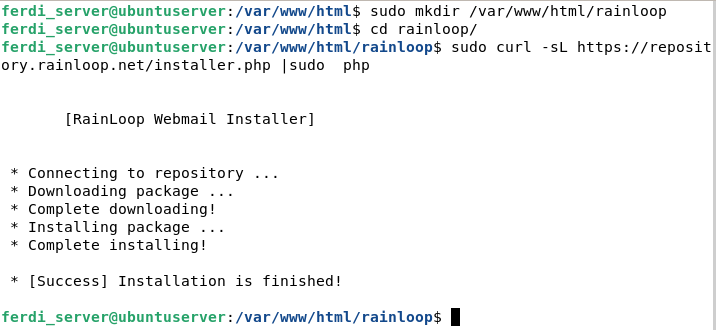 ferdi_server@ubuntuserver:/var/www/html$ sudo mkdir /var/www/html/rainloop
ferdi_server@ubuntuserver:/var/www/html$ cd rainloop/
ferdi_server@ubuntuserver:/var/www/html/rainloop$ sudo curl -sL https://reposit
ory.rainloop.net/installer.php |sudo  php
[RainLoop Webmail Installer]
* Connecting to repository ...
* Downloading package ...
* Complete downloading!
* Installing package ...
* Complete installing!
* [Success] Installation is finished!
ferdi_server@ubuntuserver:/var/www/html/rainloop$